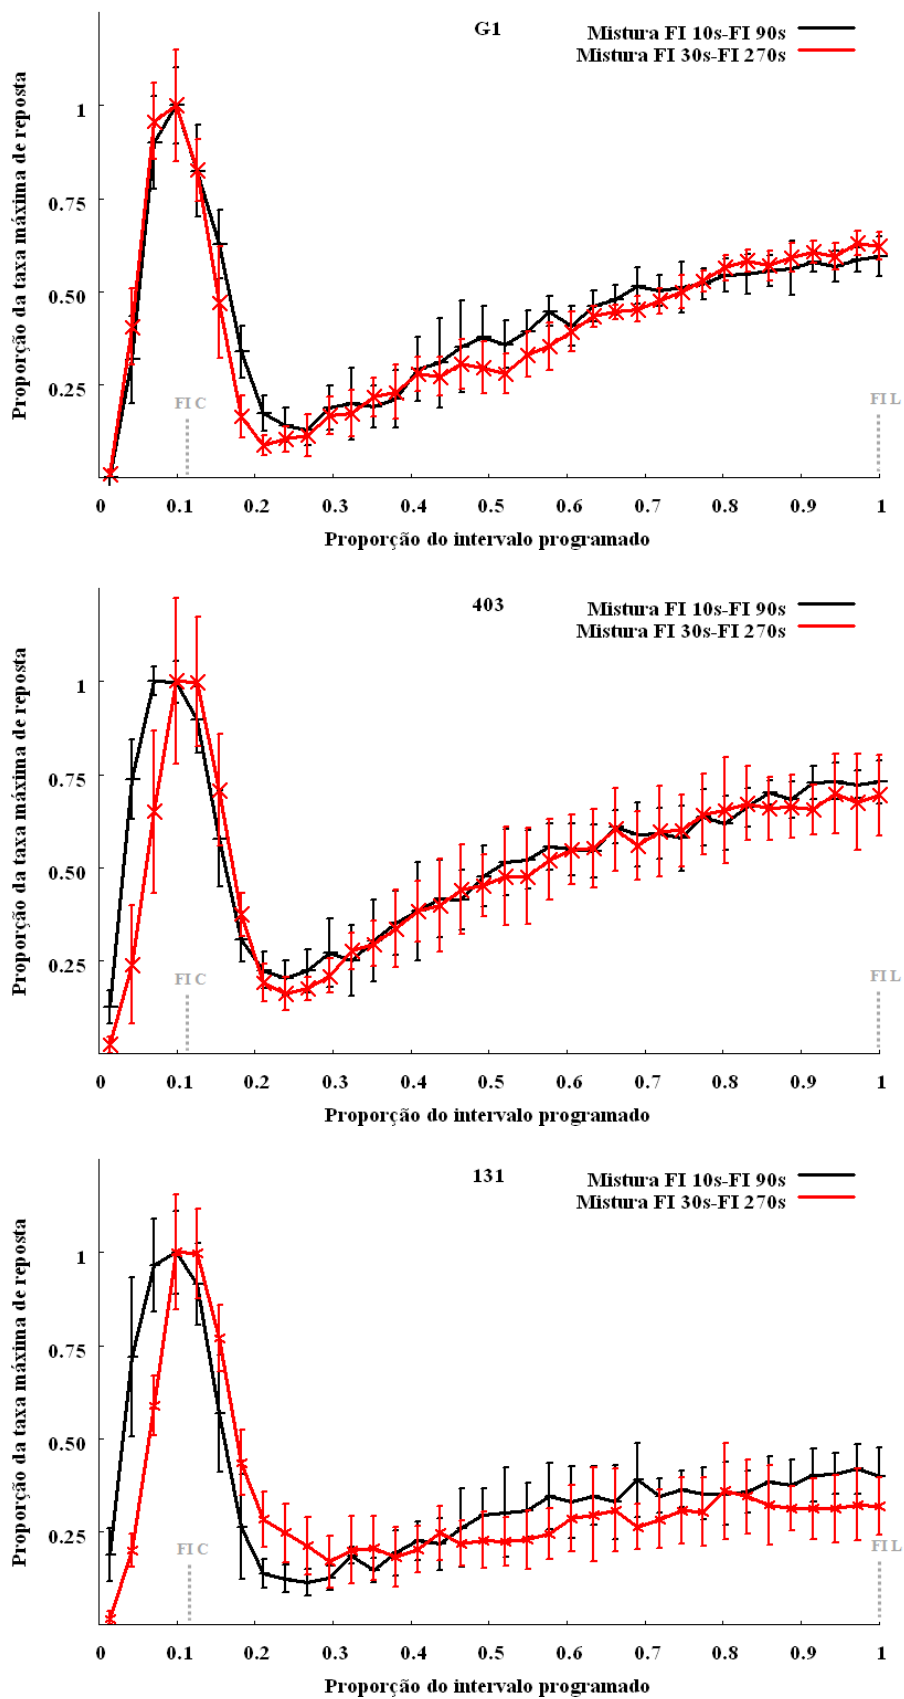 G1
Mistura FI 10s-FI 90s
Mistura FI 30s-FI 270s
Proporção da taxa máxima de reposta
1
0.75
0.50
0.25
FI C
FI L
0 0.1 0.2 0.3 0.4 0.5 0.6 0.7 0.8 0.9 1
Proporção do intervalo programado
403
Mistura FI 10s-FI 90s
Mistura FI 30s-FI 270s
Proporção da taxa máxima de reposta
1
0.75
0.50
0.25
FI C
FI L
0 0.1 0.2 0.3 0.4 0.5 0.6 0.7 0.8 0.9 1
Proporção do intervalo programado
131
Mistura FI 10s-FI 90s
Mistura FI 30s-FI 270s
Proporção da taxa máxima de reposta
1
0.75
0.50
0.25
FI C
FI L
0 0.1 0.2 0.3 0.4 0.5 0.6 0.7 0.8 0.9 1
Proporção do intervalo programado